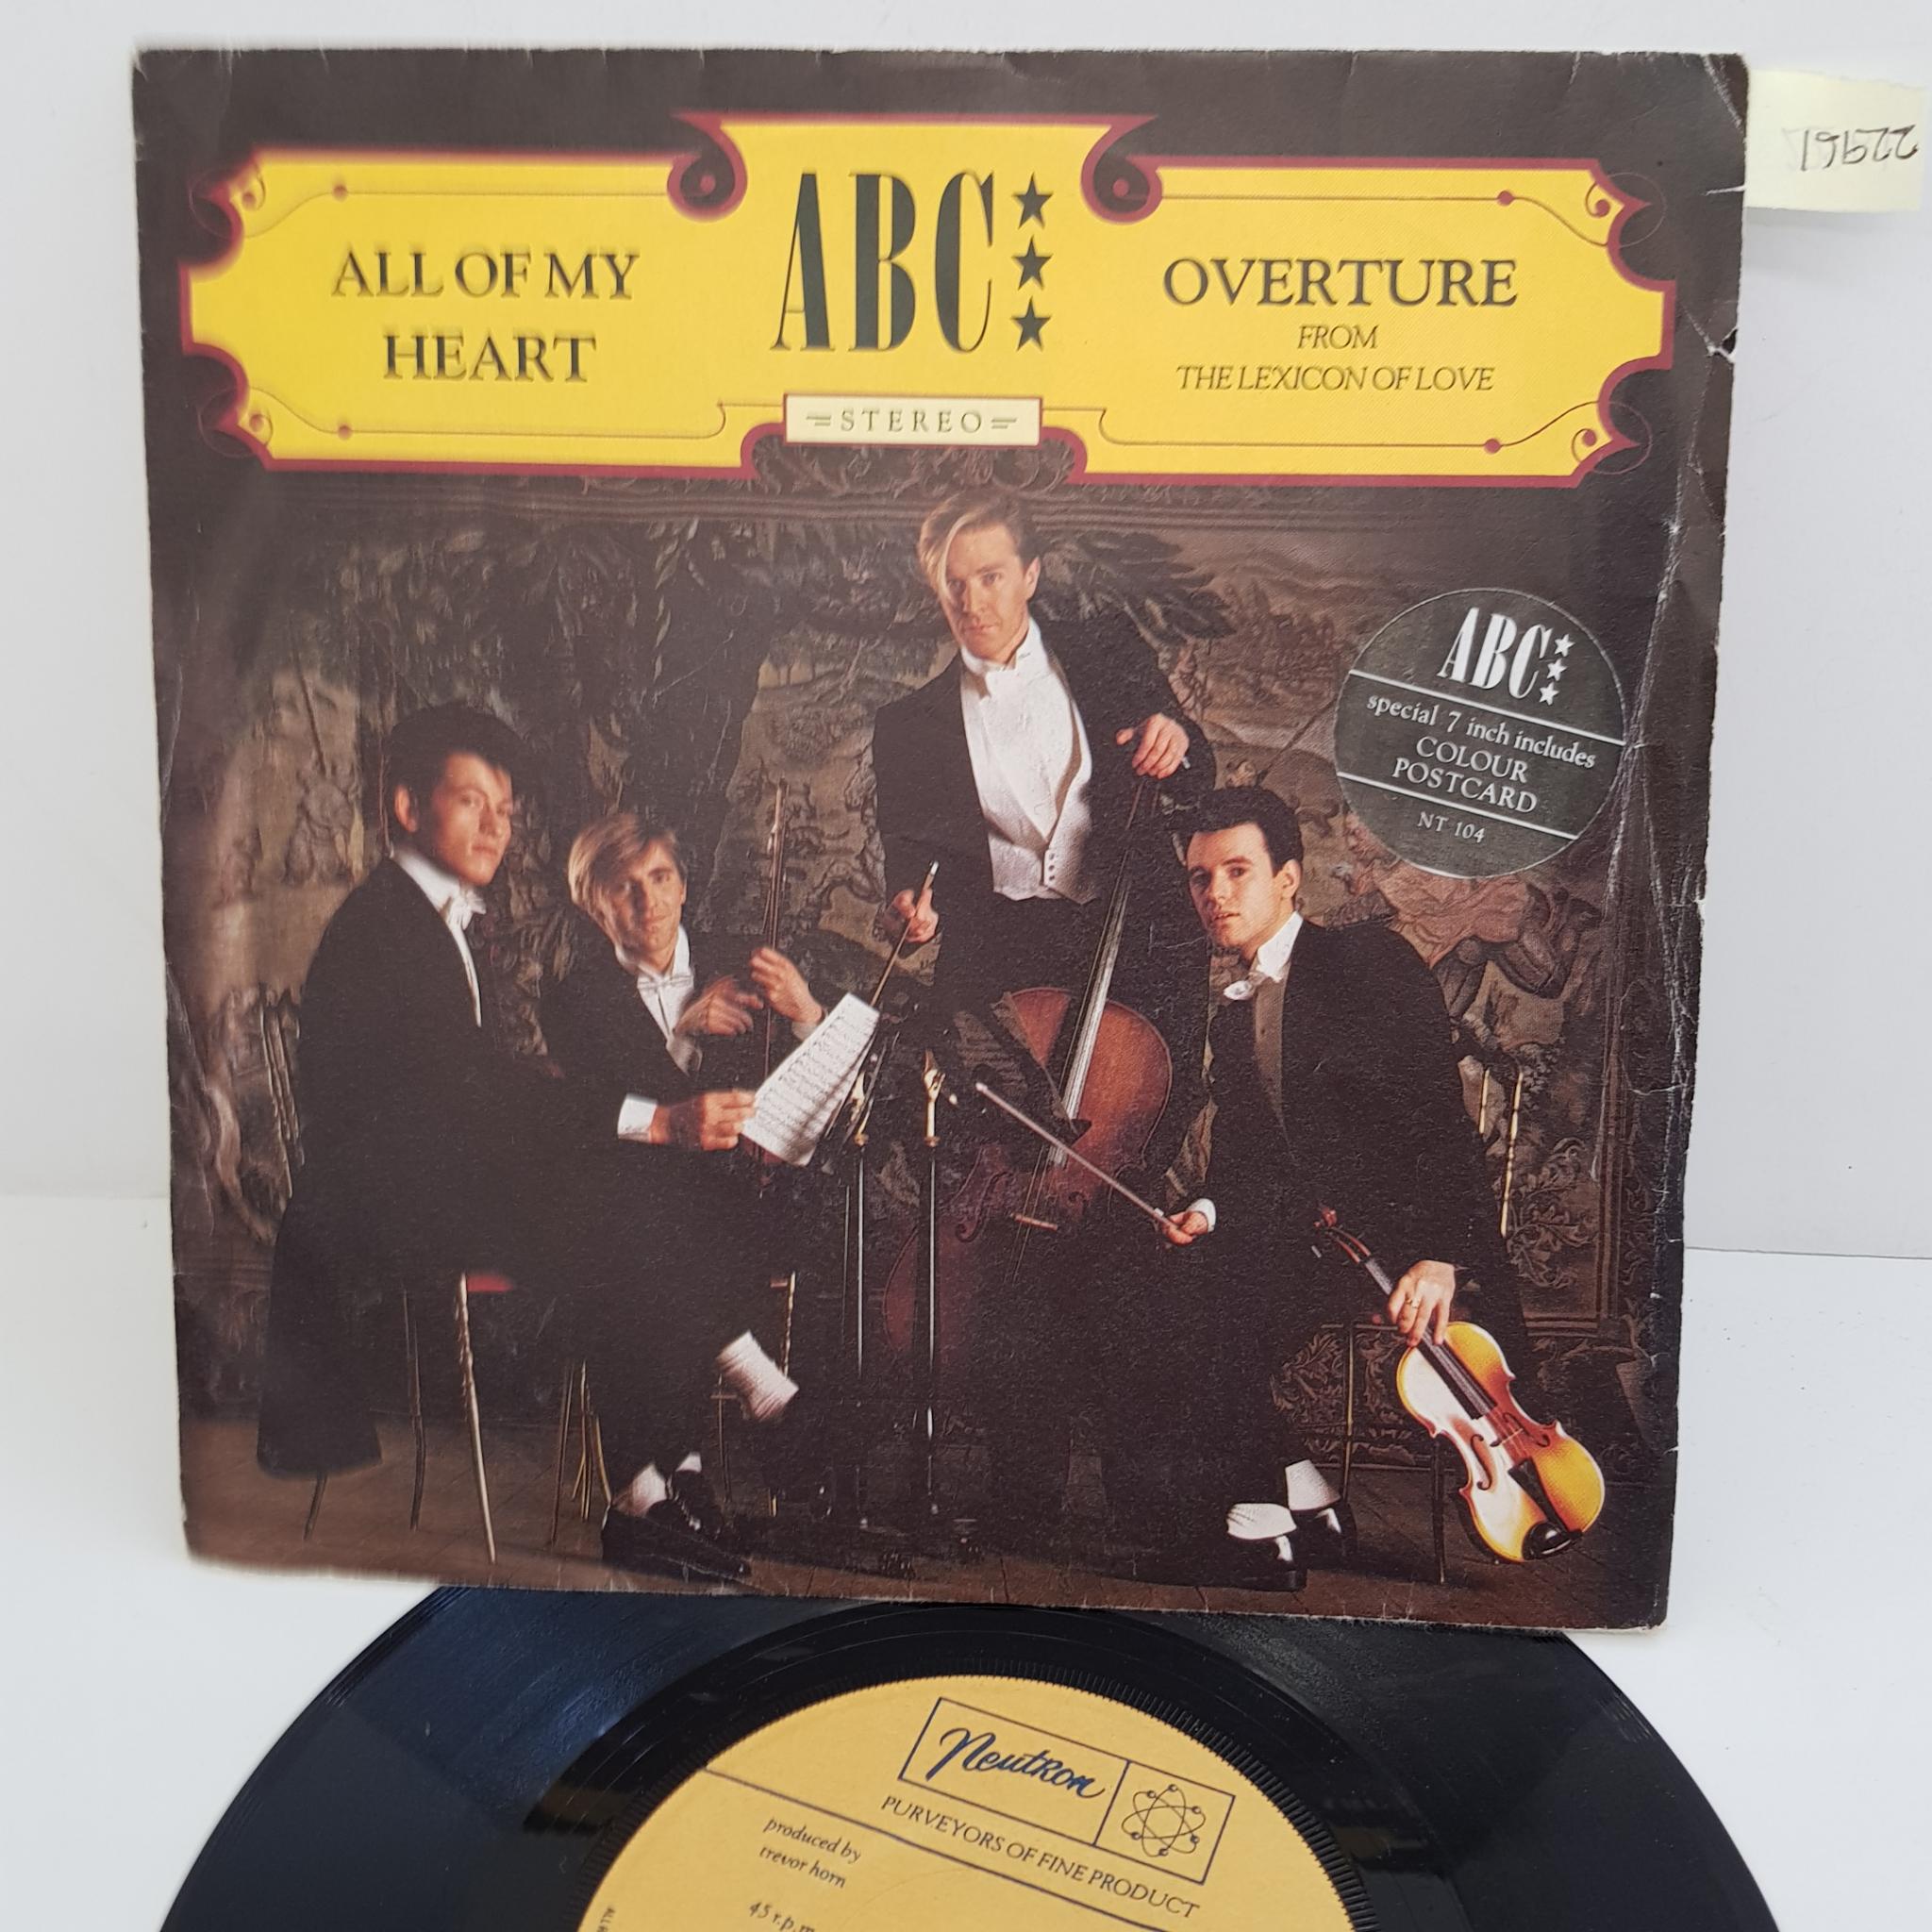 ALL OF MY
HEART
ABC
STEREO
OVERTURE
FROM
THE LEXICON OF LOVE
ABC
special 7 inch includes
COLOUR
POSTCARD
NT 104
Neutron
PURVEYORS OF FINE PRODUCT
produced by
trevor horn
45 r.p.m